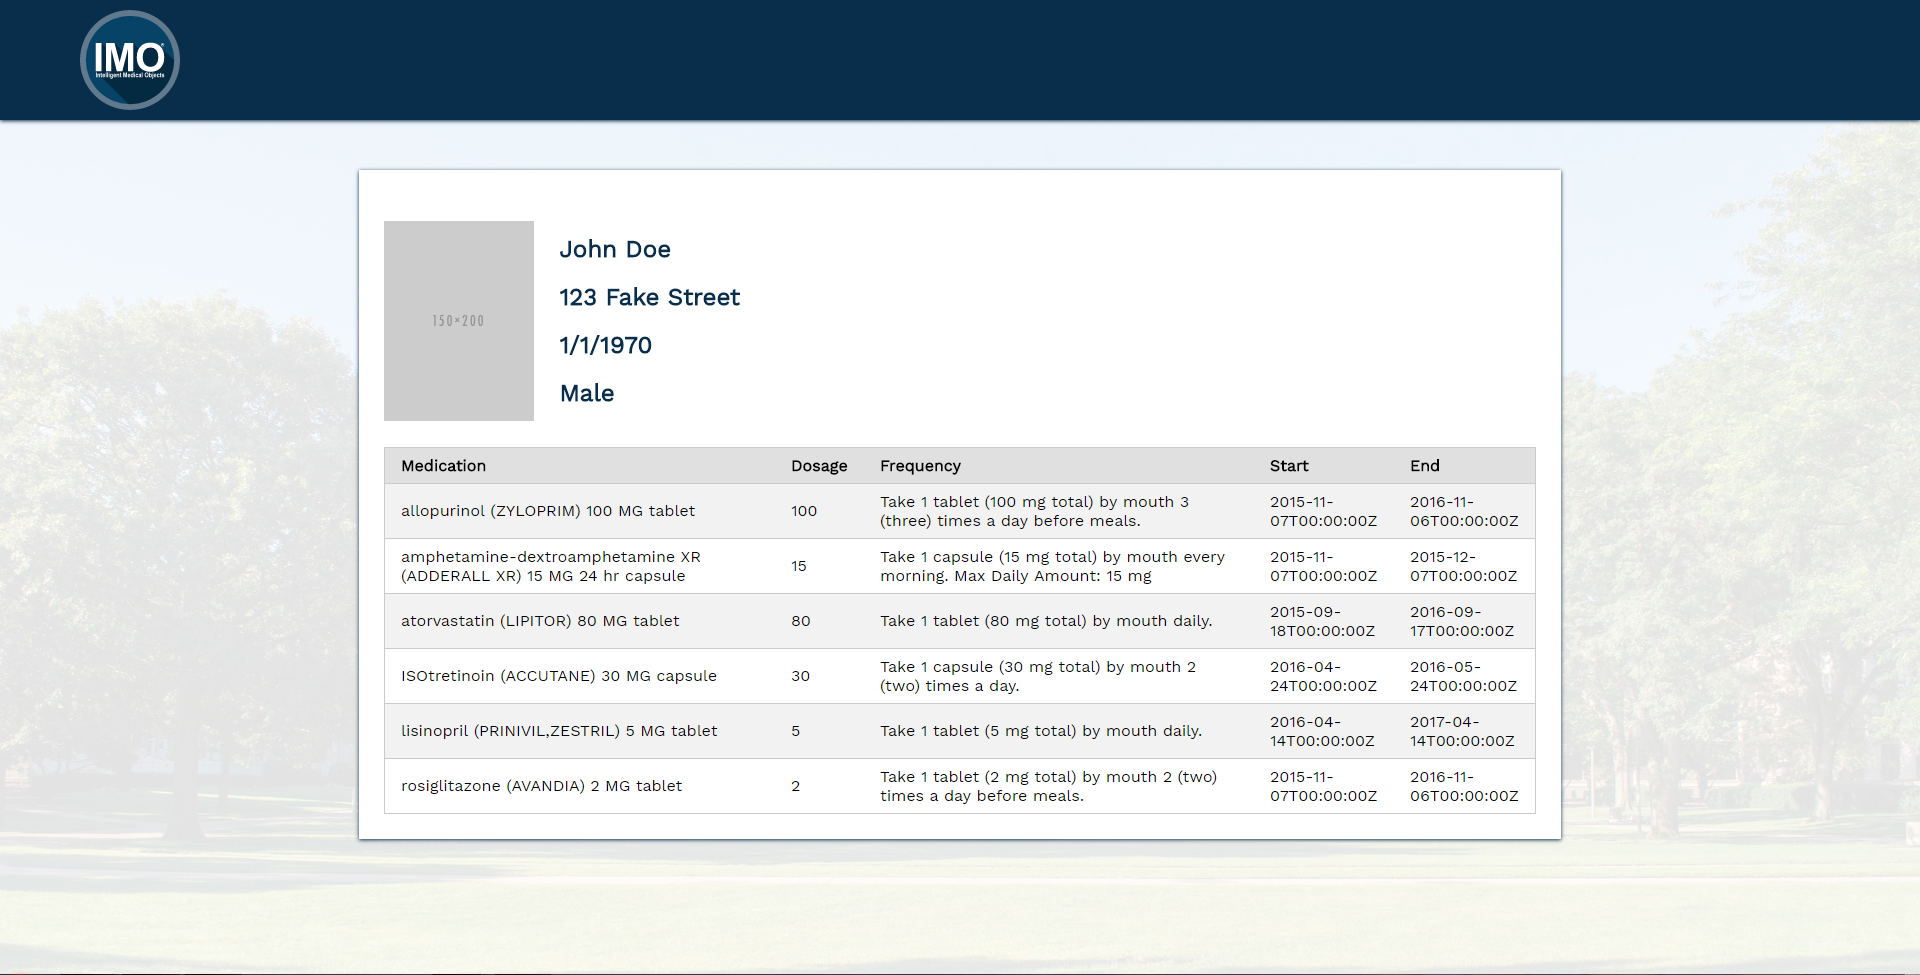 IMO
Intelligent Medical Objects
150×200
John Doe
123 Fake Street
1/1/1970
Male
Medication Dosage Frequency Start End
allopurinol (ZYLOPRIM) 100 MG tablet 100 Take 1 tablet (100 mg total) by mouth 3 2015-11- 2016-11-
(three) times a day before meals. 07T00:00:00Z 06T00:00:00Z
amphetamine-dextroamphetamine XR 15 Take 1 capsule (15 mg total) by mouth every 2015-11- 2015-12-
(ADDERALL XR) 15 MG 24 hr capsule morning. Max Daily Amount: 15 mg 07T00:00:00Z 07T00:00:00Z
atorvastatin (LIPITOR) 80 MG tablet 80 Take 1 tablet (80 mg total) by mouth daily. 2015-09- 2016-09-
18T00:00:00Z 17T00:00:00Z
ISOtretinoin (ACCUTANE) 30 MG capsule 30 Take 1 capsule (30 mg total) by mouth 2 2016-04- 2016-05-
(two) times a day. 24T00:00:00Z 24T00:00:00Z
lisinopril (PRINIVIL,ZESTRIL) 5 MG tablet 5 Take 1 tablet (5 mg total) by mouth daily. 2016-04- 2017-04-
14T00:00:00Z 14T00:00:00Z
rosiglitazone (AVANDIA) 2 MG tablet 2 Take 1 tablet (2 mg total) by mouth 2 (two) 2015-11- 2016-11-
times a day before meals. 07T00:00:00Z 06T00:00:00Z